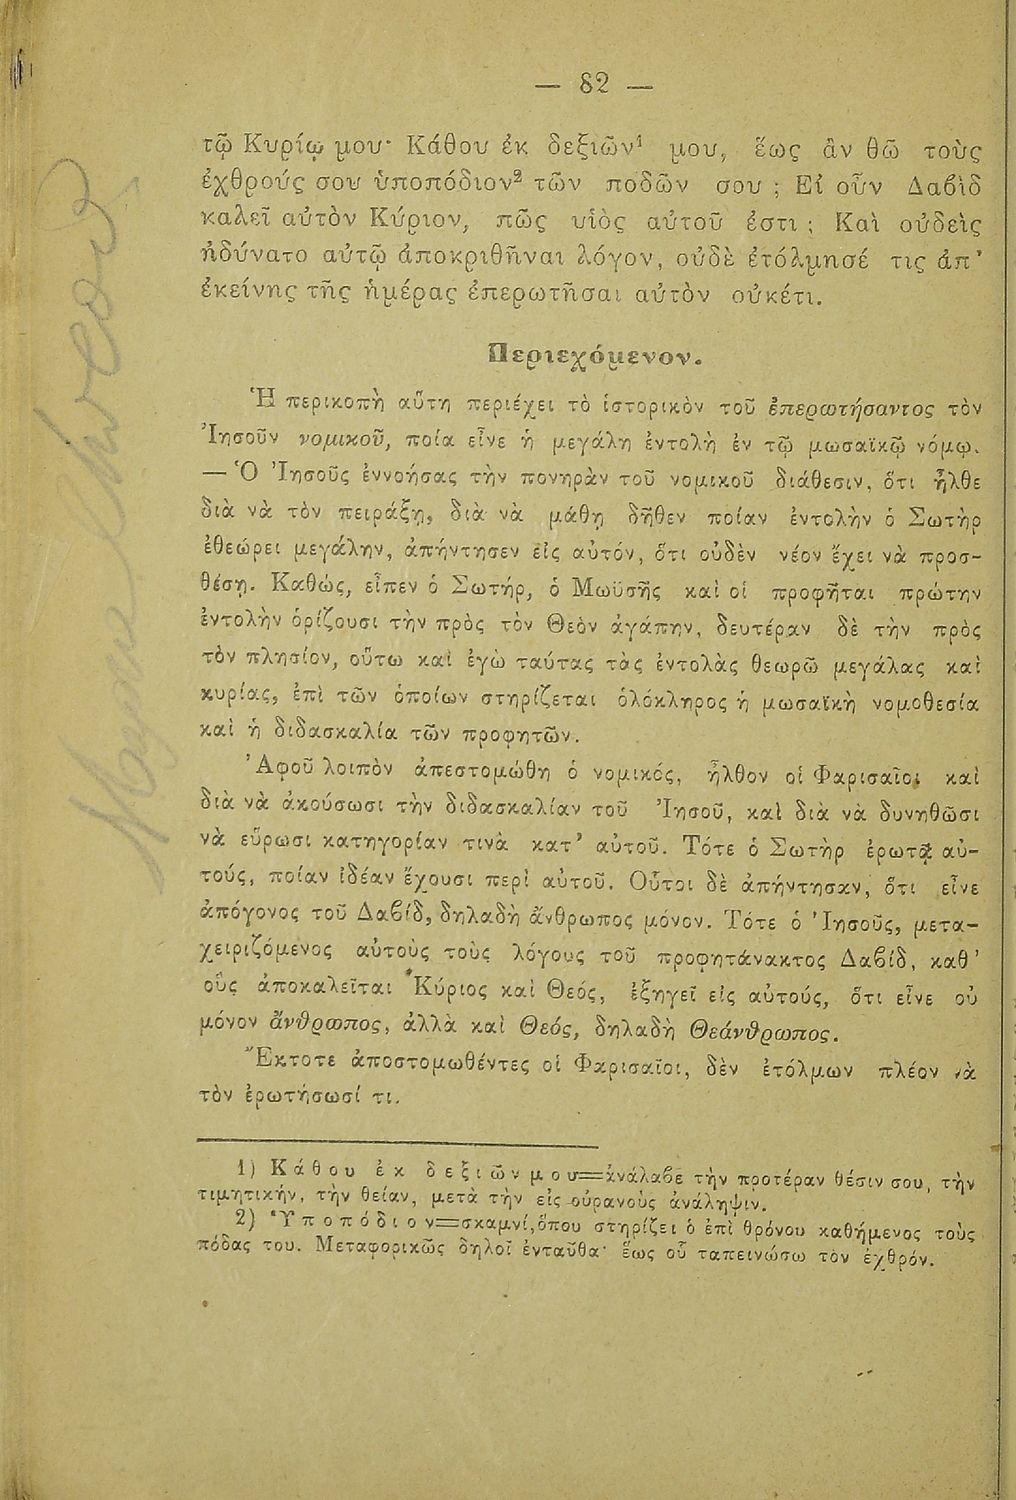 — 82 —
τῷ Κυρίῳ μου· Κάθου ἐκ δεξιῶν¹ μου, ἕως ἂν θῶ τοὺς
ἐχθρούς σου ὑποπόδιον² τῶν ποδῶν σου ; Εἰ οὖν Δαβὶδ
καλεῖ αὐτὸν Κύριον, πῶς υἱὸς αὐτοῦ ἐστι ; Καὶ οὐδεὶς
ἠδύνατο αὐτῷ ἀποκριθῆναι λόγον, οὐδὲ ἐτόλμησέ τις ἀπ’
ἐκείνης τῆς ἡμέρας ἐπερωτῆσαι αὐτὸν οὐκέτι.
Περιεχόμενον.
Ἡ περικοπὴ αὕτη περιέχει τὸ ἱστορικὸν τοῦ ἐπερωτήσαντος τὸν
Ἰησοῦν νομικοῦ, ποία εἶνε ἡ μεγάλη ἐντολὴ ἐν τῷ μωσαϊκῷ νόμῳ.
— Ὁ Ἰησοῦς ἐννοήσας τὴν πονηρὰν τοῦ νομικοῦ διάθεσιν, ὅτι ἦλθε
διὰ νὰ τὸν πειράξῃ, διὰ νὰ μάθῃ δῆθεν ποίαν ἐντολὴν ὁ Σωτὴρ
ἐθεώρει μεγάλην, ἀπήντησεν εἰς αὐτόν, ὅτι οὐδὲν νέον ἔχει νὰ προσ-
θέσῃ. Καθώς, εἶπεν ὁ Σωτήρ, ὁ Μωϋσῆς καὶ οἱ προφῆται πρώτην
ἐντολὴν ὁρίζουσι τὴν πρὸς τὸν Θεὸν ἀγάπην, δευτέραν δὲ τὴν πρὸς
τὸν πλησίον, οὕτω καὶ ἐγὼ ταύτας τὰς ἐντολὰς θεωρῶ μεγάλας καὶ
κυρίας, ἐπὶ τῶν ὁποίων στηρίζεται ὁλόκληρος ἡ μωσαϊκὴ νομοθεσία
καὶ ἡ διδασκαλία τῶν προφητῶν.
Ἀφοῦ λοιπὸν ἀπεστομώθη ὁ νομικός, ἦλθον οἱ Φαρισαῖοι καὶ
διὰ νὰ ἀκούσωσι τὴν διδασκαλίαν τοῦ Ἰησοῦ, καὶ διὰ νὰ δυνηθῶσι
νὰ εὕρωσι κατηγορίαν τινὰ κατ’ αὐτοῦ. Τότε ὁ Σωτὴρ ἐρωτᾷ αὐ-
τούς, ποίαν ἰδέαν ἔχουσι περὶ αὐτοῦ. Οὗτοι δὲ ἀπήντησαν, ὅτι εἶνε
ἀπόγονος τοῦ Δαβίδ, δηλαδὴ ἄνθρωπος μόνον. Τότε ὁ Ἰησοῦς, μετα-
χειριζόμενος αὐτοὺς τοὺς λόγους τοῦ προφητάνακτος Δαβίδ, καθ’
οὓς ἀποκαλεῖται Κύριος καὶ Θεός, ἐξηγεῖ εἰς αὐτούς, ὅτι εἶνε οὐ
μόνον ἄνθρωπος, ἀλλὰ καὶ Θεός, δηλαδὴ Θεάνθρωπος.
Ἔκτοτε ἀποστομωθέντες οἱ Φαρισαῖοι, δὲν ἐτόλμων πλέον νὰ
τὸν ἐρωτήσωσί τι.
1) Κάθου ἐκ δεξιῶν μου=ἀνάλαβε τὴν προτέραν θέσιν σου, τὴν
τιμητικήν, τὴν θείαν, μετὰ τὴν εἰς οὐρανοὺς ἀνάληψιν.
2) Ὑποπόδιον=σκαμνί, ὅπου στηρίζει ὁ ἐπὶ θρόνου καθήμενος τοὺς
πόδας του. Μεταφορικῶς δηλοῖ ἐνταῦθα· ἕως οὗ ταπεινώσω τὸν ἐχθρόν.